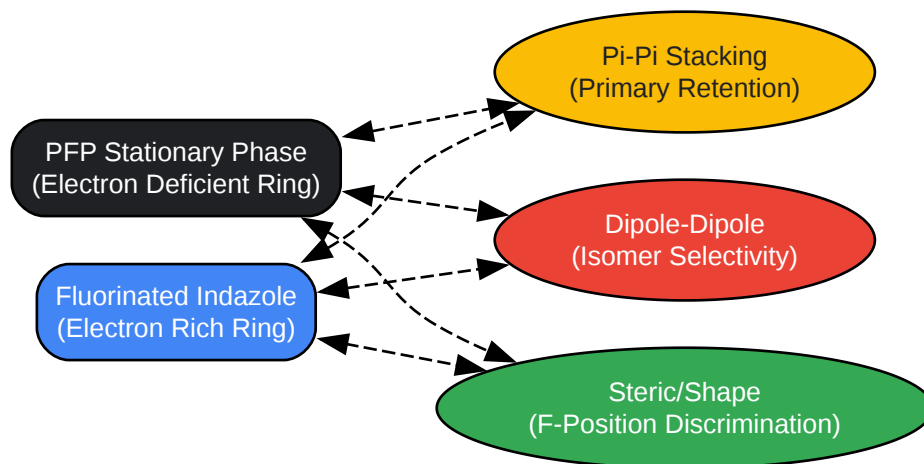 PFP Stationary Phase
(Electron Deficient Ring)
Fluorinated Indazole
(Electron Rich Ring)
Pi-Pi Stacking
(Primary Retention)
Dipole-Dipole
(Isomer Selectivity)
Steric/Shape
(F-Position Discrimination)